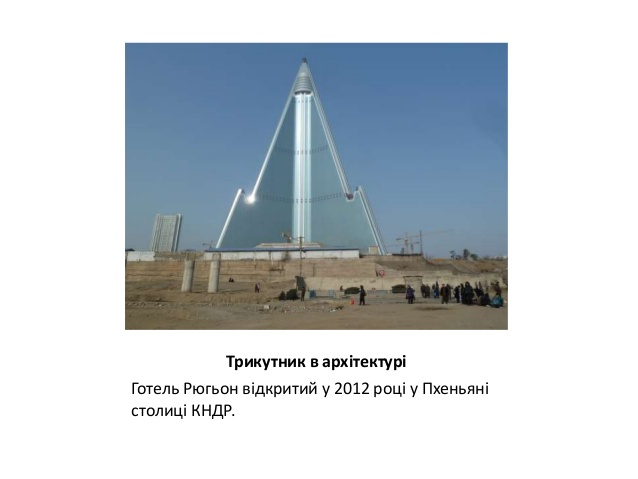 Трикутник в архітектурі
Готель Рюгьон відкритий у 2012 році у Пхеньяні
столиці КНДР.